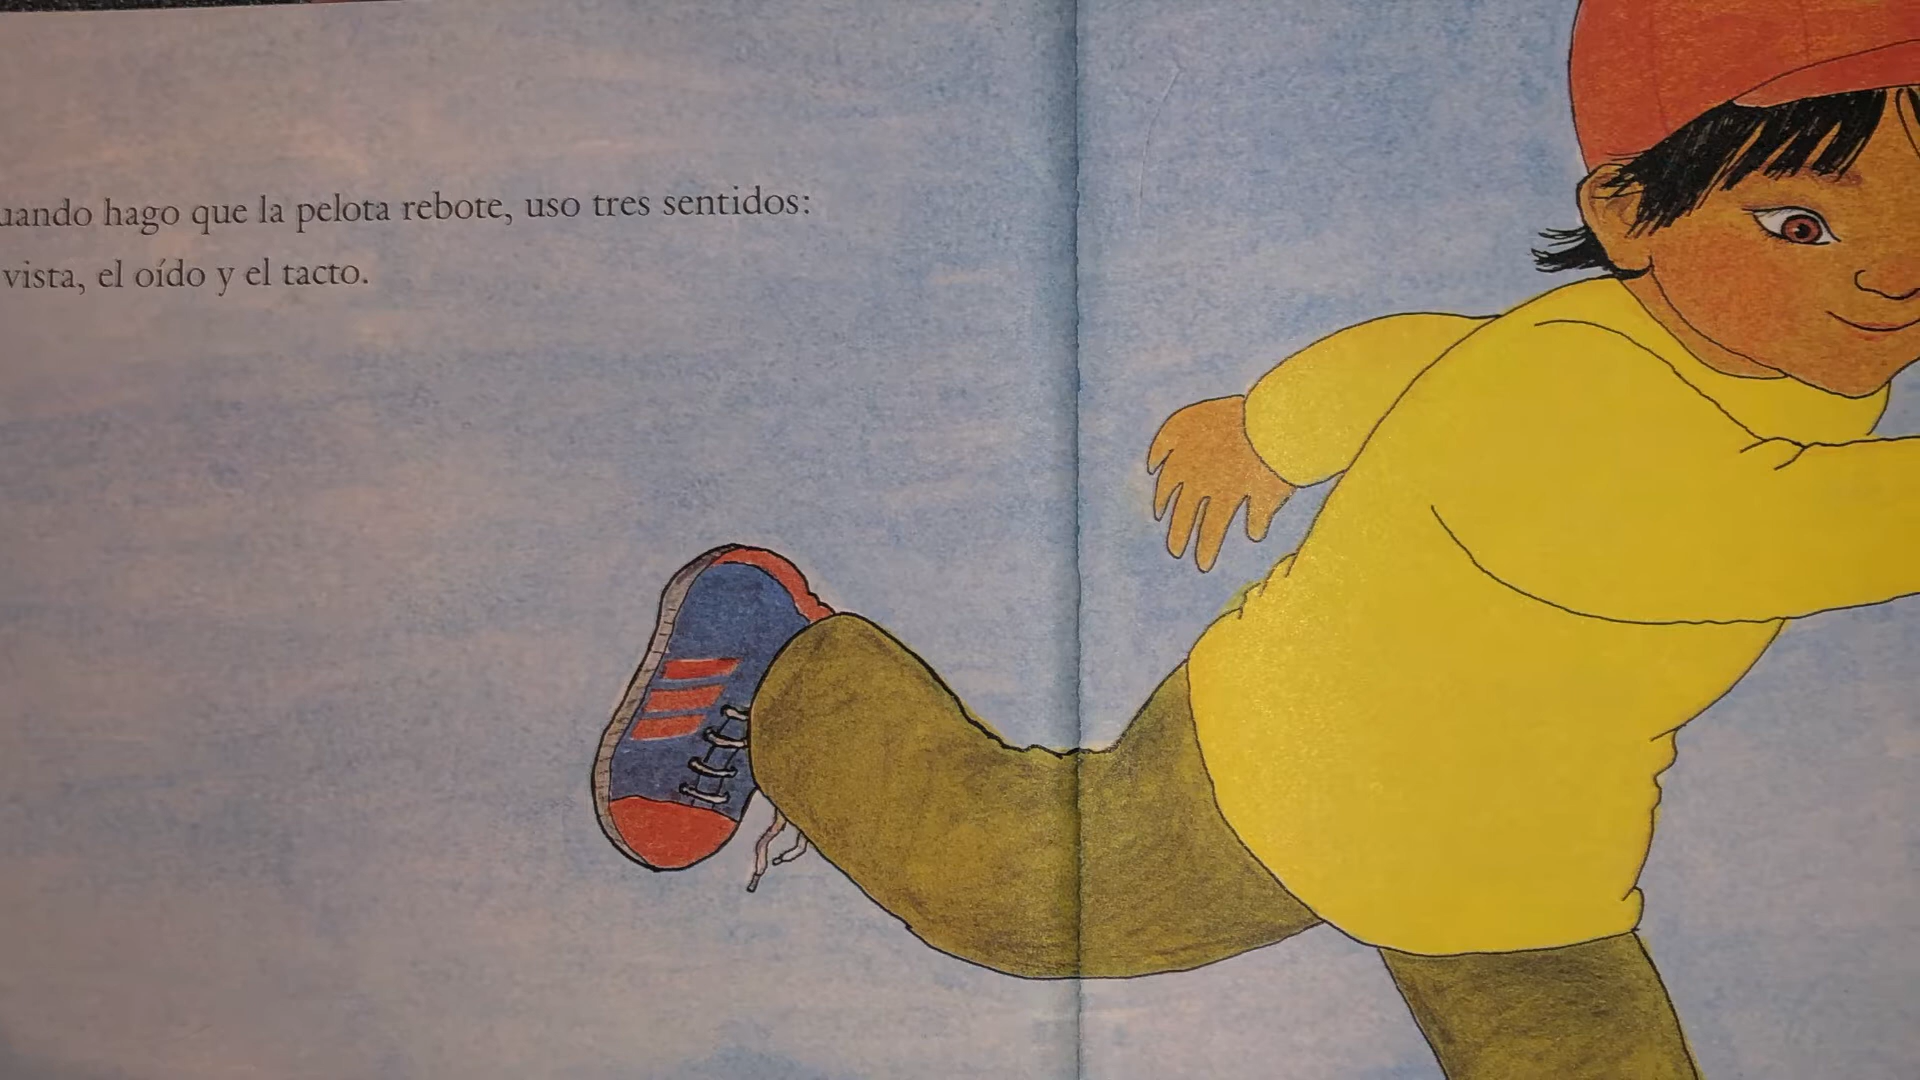 uando hago que la pelota rebote, uso tres sentidos:
vista, el oído y el tacto.